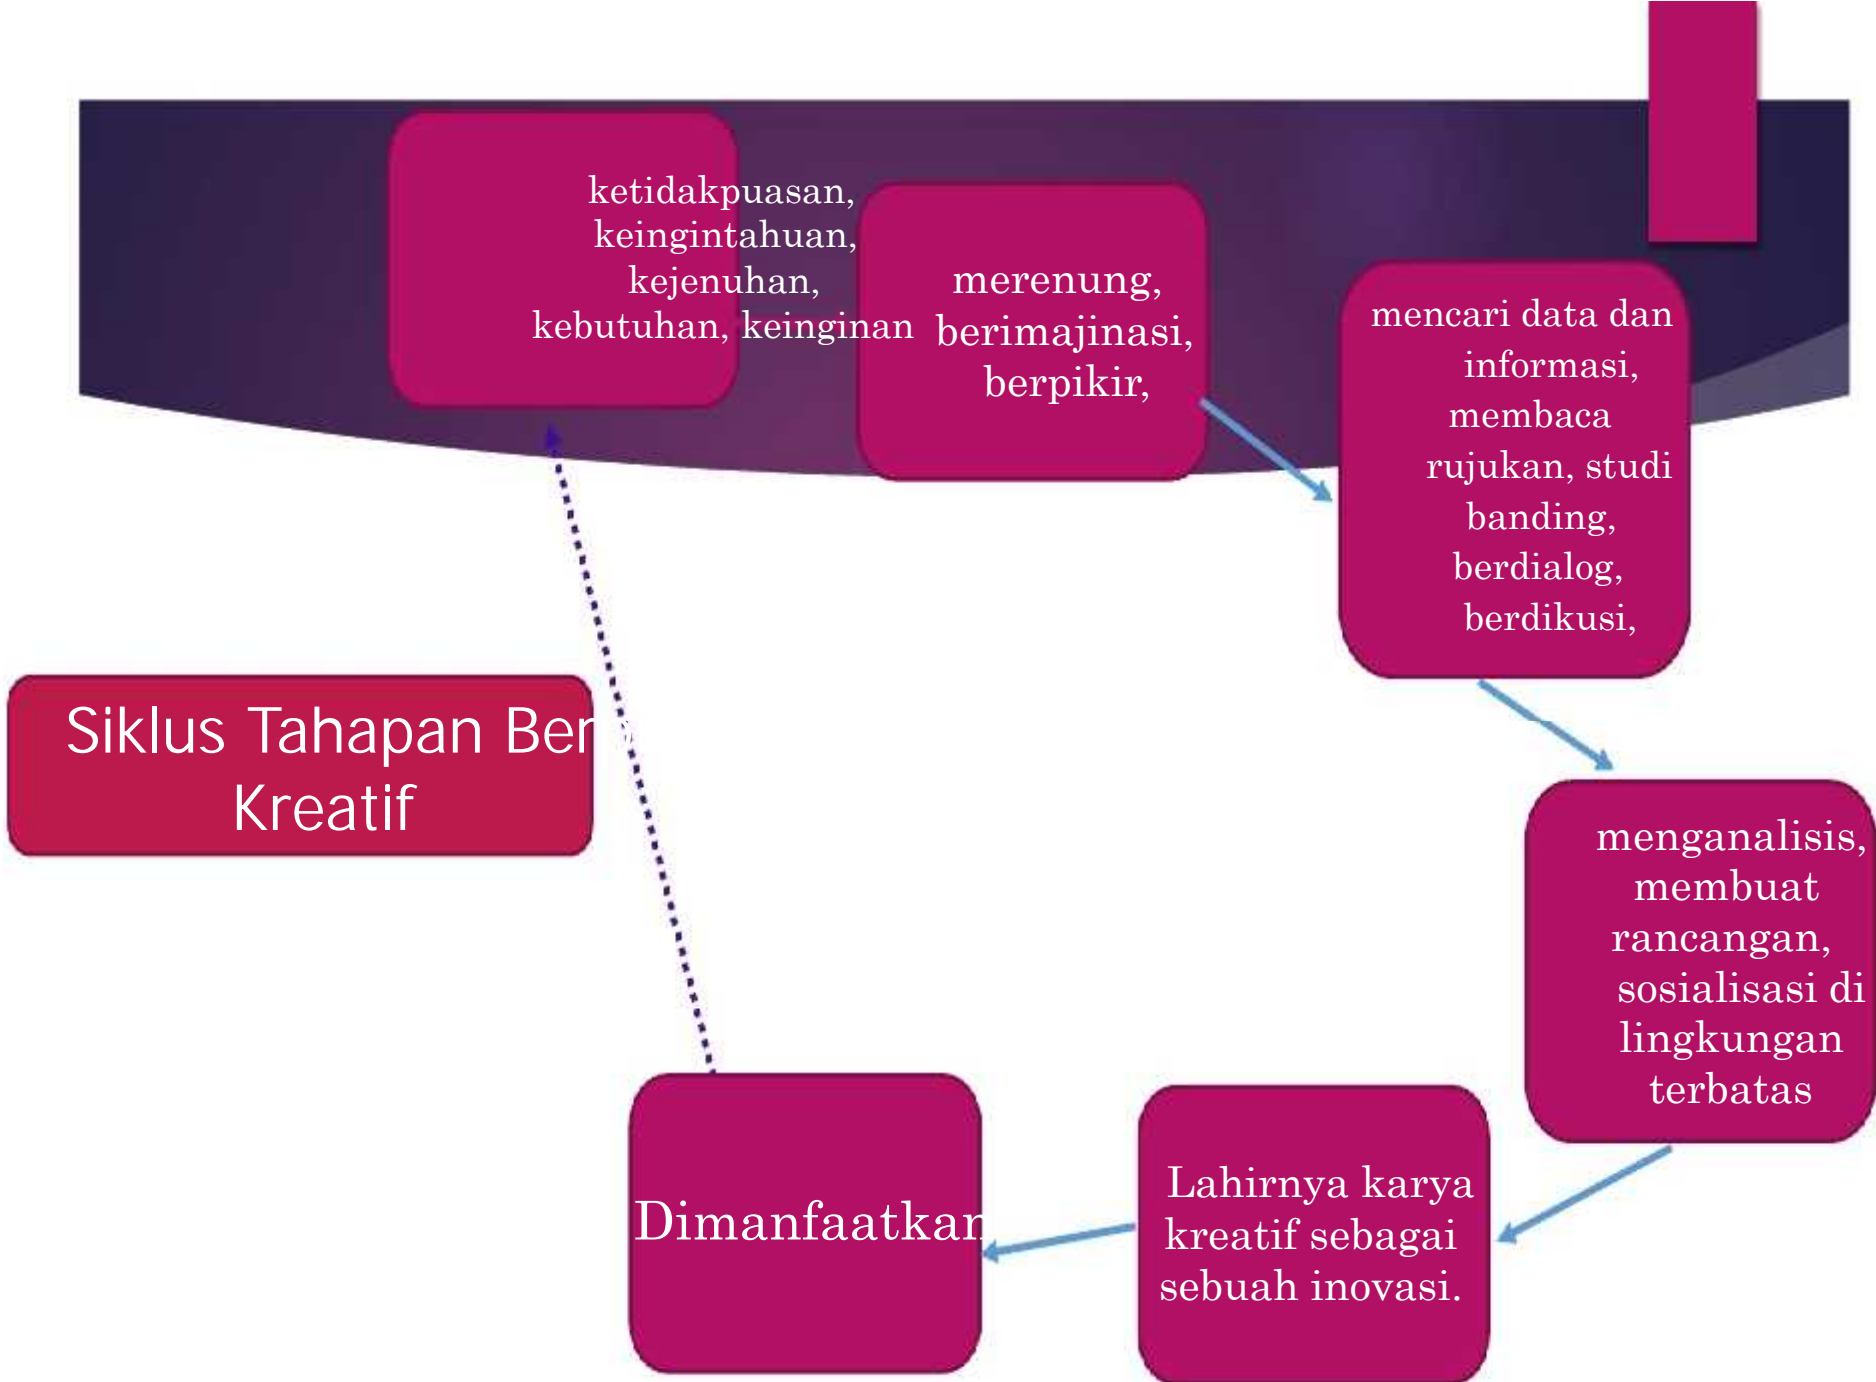 ketidakpuasan,
keingintahuan,
kejenuhan,
kebutuhan, keinginan
merenung,
berimajinasi,
berpikir,
mencari data dan
informasi,
membaca
rujukan, studi
banding,
berdialog,
berdikusi,
Siklus Tahapan Ber
Kreatif
menganalisis,
membuat
rancangan,
sosialisasi di
lingkungan
terbatas
Lahirnya karya
kreatif sebagai
sebuah inovasi.
Dimanfaatkan